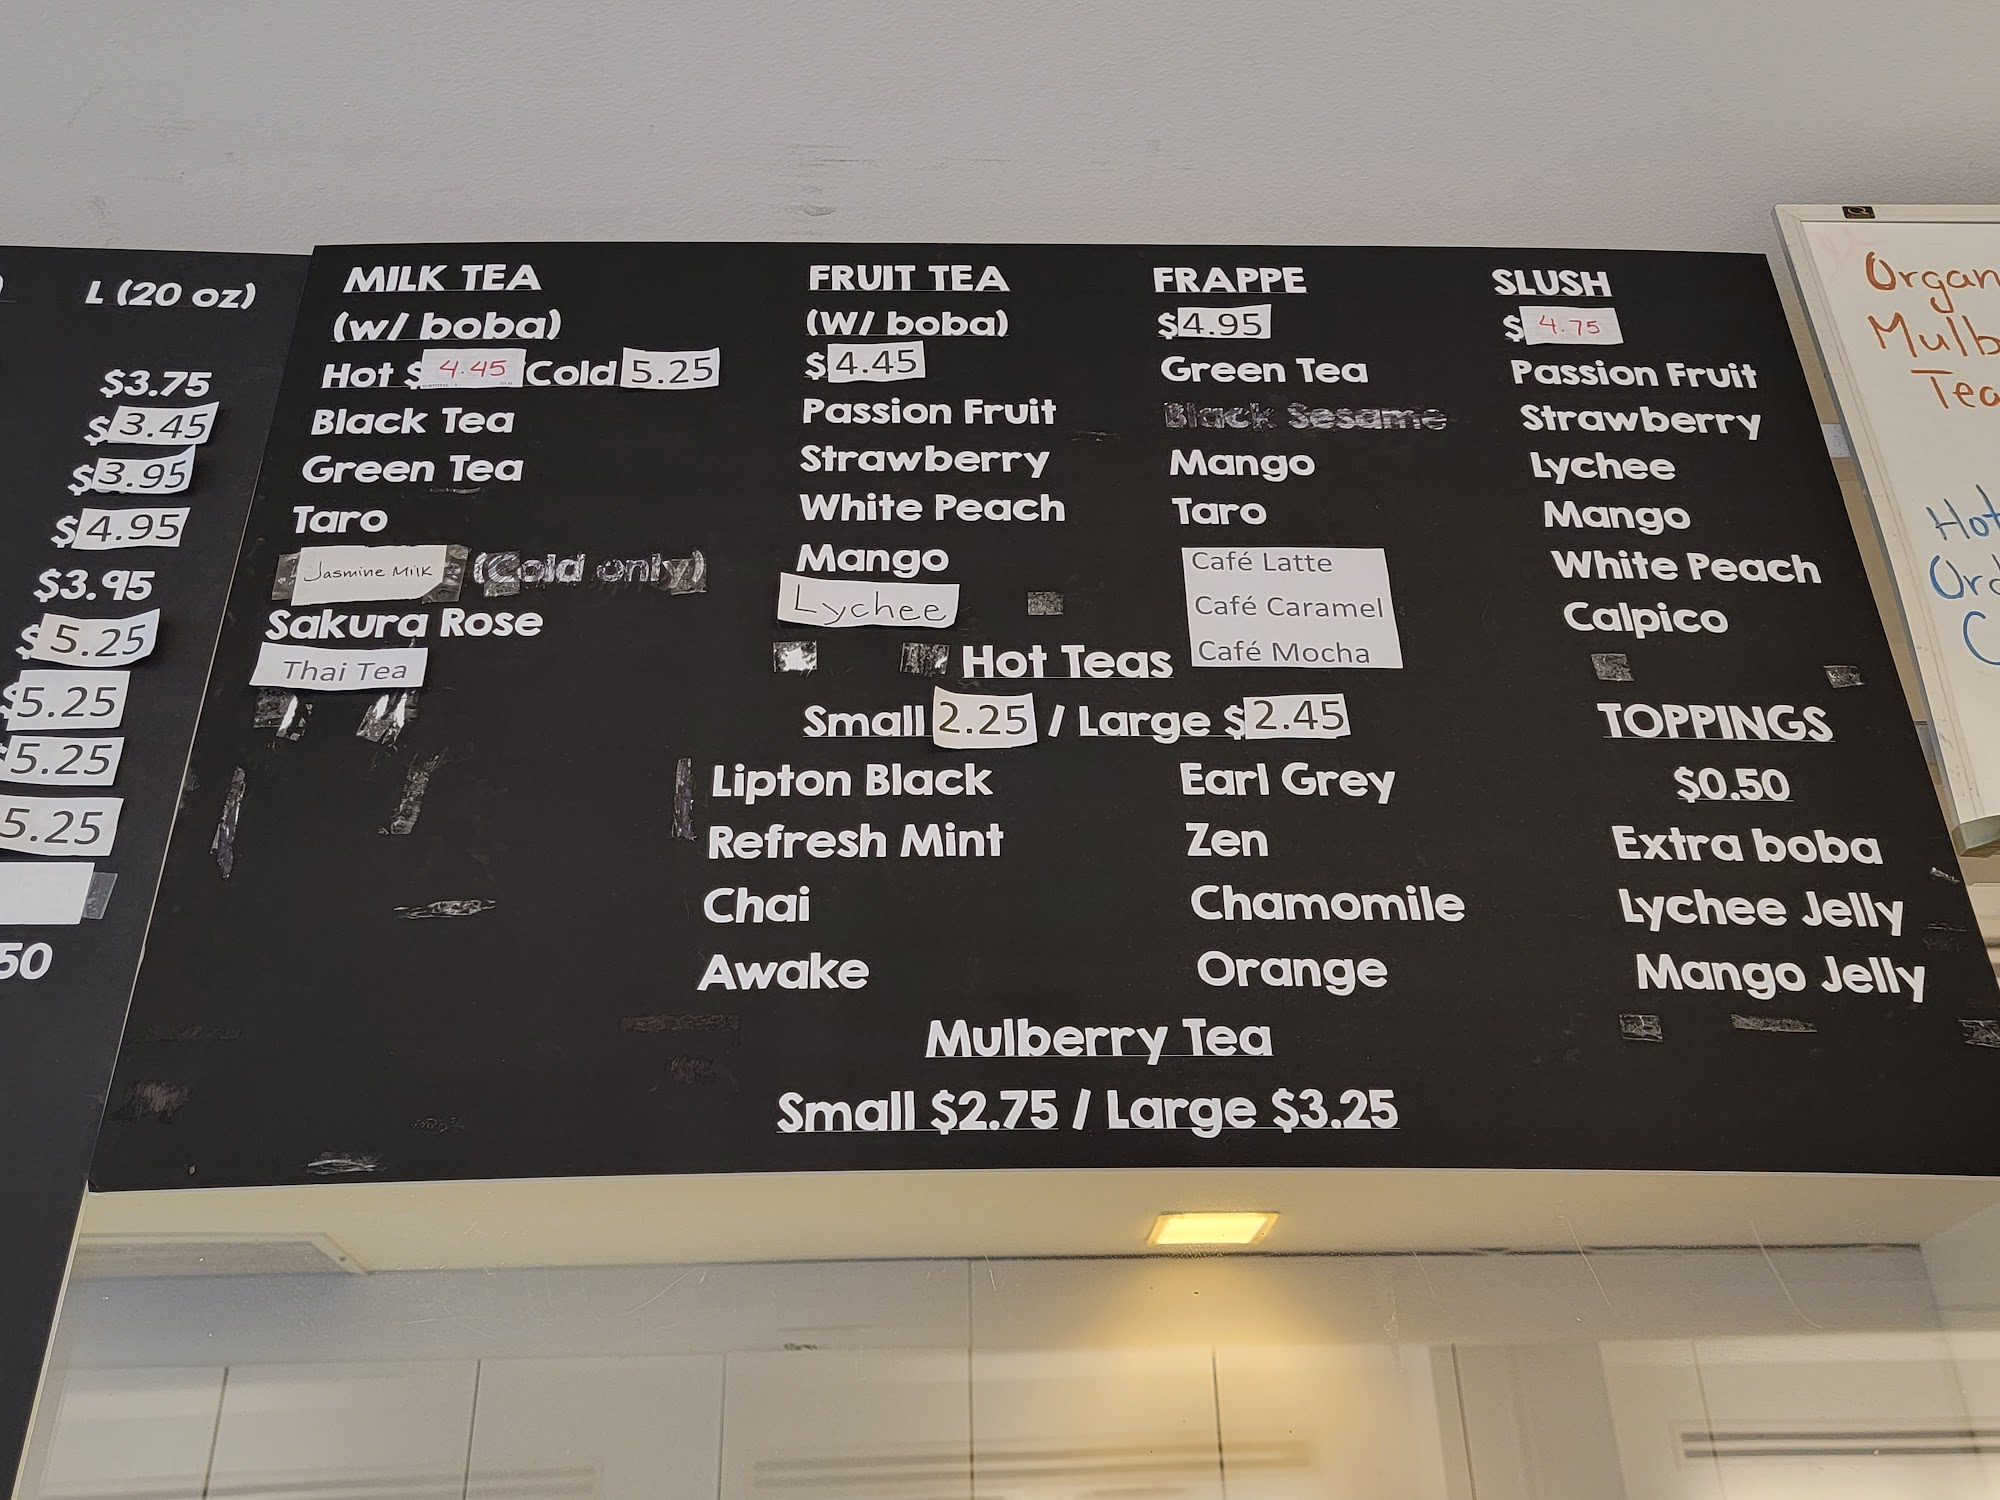 L (20 oz)
$3.75
$3.45
$3.95
$4.95
$3.95
$5.25
$5.25
5.25
5.25
50
MILK TEA
(w/ boba)
Hot $4.45 Cold 5.25
Black Tea
Green Tea
Taro
Jasmine Milk (Cold only)
Sakura Rose
Thai Tea
FRUIT TEA
(W/ boba)
$4.45
Passion Fruit
Strawberry
White Peach
Mango
Lychee
FRAPPE
$4.95
Green Tea
Black Sesame
Mango
Taro
Café Latte
Café Caramel
Café Mocha
SLUSH
$4.75
Passion Fruit
Strawberry
Lychee
Mango
White Peach
Calpico
Hot Teas
Small 2.25 / Large $2.45
Lipton Black
Refresh Mint
Chai
Awake
Earl Grey
Zen
Chamomile
Orange
TOPPINGS
$0.50
Extra boba
Lychee Jelly
Mango Jelly
Mulberry Tea
Small $2.75 / Large $3.25
Organ
Mulb
Tea
Hot